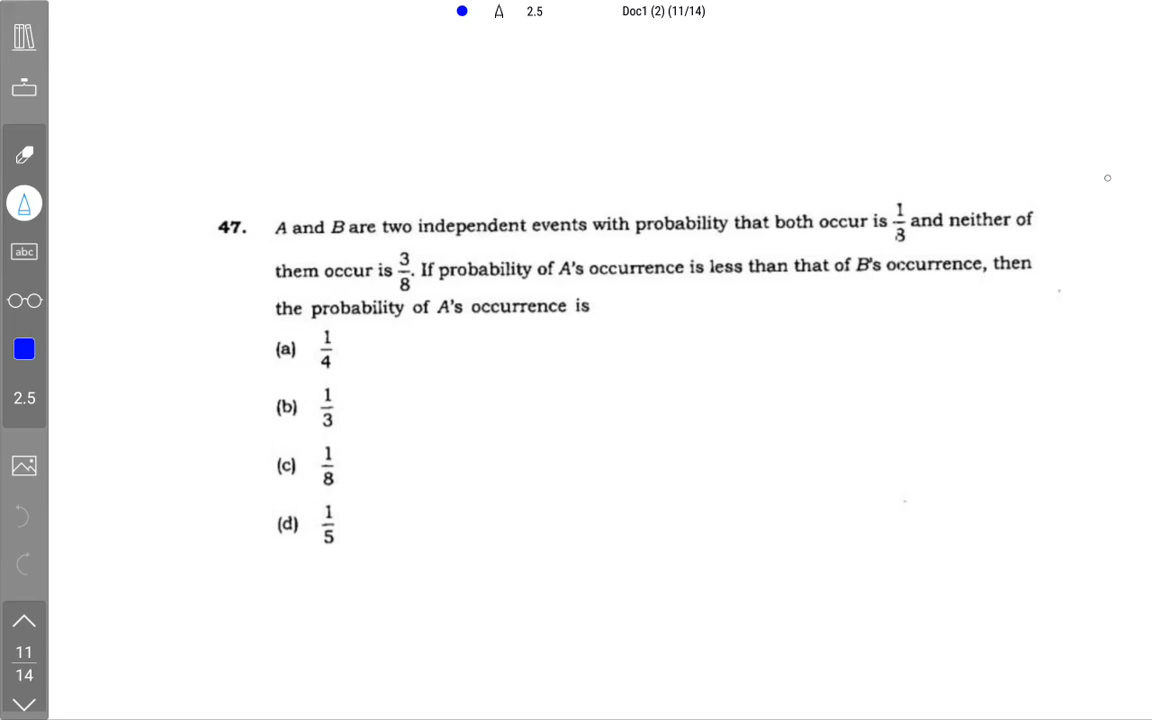 2.5
Doc1 (2) (11/14)
abc
2.5
11
14
47. A and B are two independent events with probability that both occur is 1/8 and neither of
them occur is 3/8. If probability of A's occurrence is less than that of B's occurrence, then
the probability of A's occurrence is
(a) 1/4
(b) 1/3
(c) 1/8
(d) 1/5